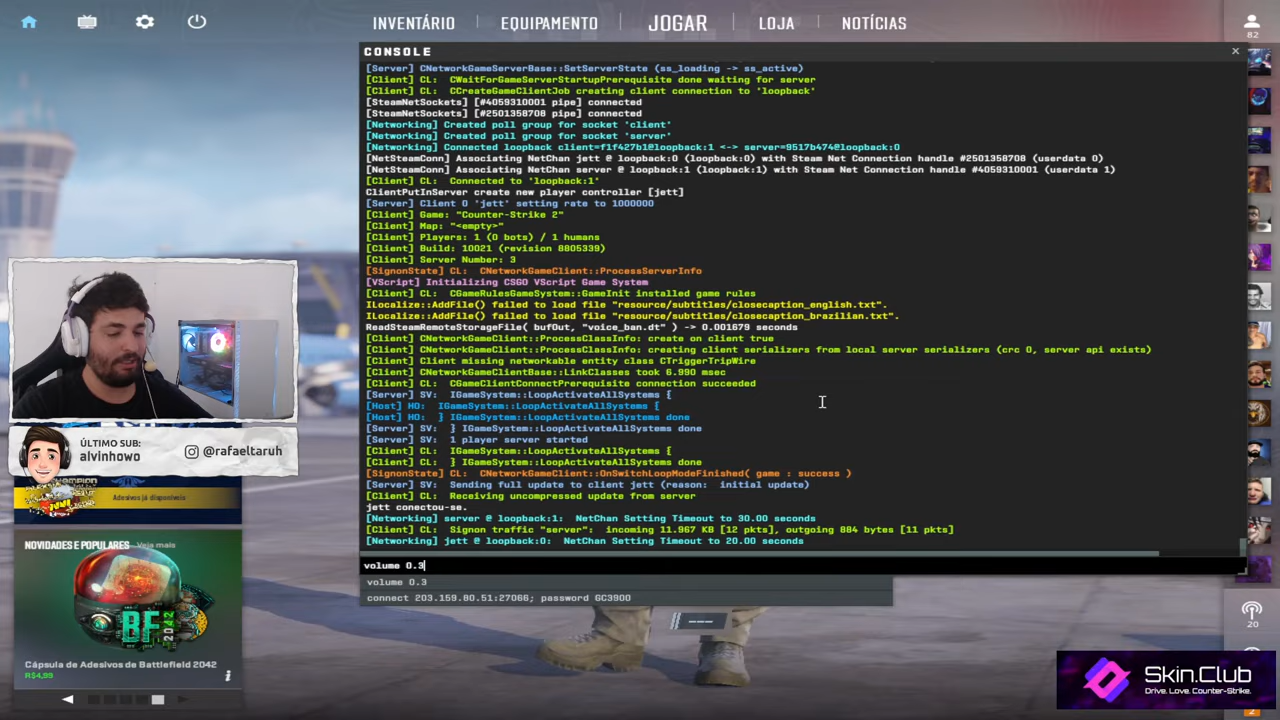 INVENTÁRIO
EQUIPAMENTO
JOGAR
LOJA
NOTÍCIAS
82
CONSOLE
[Server] CNetworkGameServerBase::SetServerState (ss_loading -> ss_active)
[Client] CL:  CWaitForGameServerStartupPrerequisite done waiting for server
[Client] CL:  CCreateGameClientJob creating client connection to 'loopback'
[SteamNetSockets] [#4059310001 pipe] connected
[SteamNetSockets] [#2501358708 pipe] connected
[Networking] Created poll group for socket 'client'
[Networking] Created poll group for socket 'server'
[Networking] Connected loopback client=f1f427b1@loopback:1 <-> server=9517b474@loopback:0
[NetSteamConn] Associating NetChan jett @ loopback:0 (loopback:0) with Steam Net Connection handle #2501358708 (userdata 0)
[NetSteamConn] Associating NetChan server @ loopback:1 (loopback:1) with Steam Net Connection handle #4059310001 (userdata 1)
[Client] CL:  Connected to 'loopback:1'
ClientPutInServer create new player controller [jett]
[Server] Client 0 'jett' setting rate to 1000000
[Client] Game: "Counter-Strike 2"
[Client] Map: "<empty>"
[Client] Players: 1 (0 bots) / 1 humans
[Client] Build: 10021 (revision 8805339)
[Client] Server Number: 3
[SignonState] CL:  CNetworkGameClient::ProcessServerInfo
[VScript] Initializing CSGO VScript Game System
[Client] CL:  CGameRulesGameSystem::GameInit installed game rules
ILocalize::AddFile() failed to load file "resource/subtitles/closecaption_english.txt".
ILocalize::AddFile() failed to load file "resource/subtitles/closecaption_brazilian.txt".
ReadSteamRemoteStorageFile( bufOut, "voice_ban.dt" ) -> 0.001679 seconds
[Client] CNetworkGameClient::ProcessClassInfo: create on client true
[Client] CNetworkGameClient::ProcessClassInfo: creating client serializers from local server serializers (crc 0, server api exists)
[Client] Client missing networkable entity class CTriggerTripWire
[Client] CNetworkGameClientBase::LinkClasses took 6.990 msec
[Client] CL:  CGameClientConnectPrerequisite connection succeeded
[Server] SV:  IGameSystem::LoopActivateAllSystems {
[Host] HO:  IGameSystem::LoopActivateAllSystems {
[Host] HO:  } IGameSystem::LoopActivateAllSystems done
[Server] SV:  } IGameSystem::LoopActivateAllSystems done
[Server] SV:  1 player server started
[Client] CL:  IGameSystem::LoopActivateAllSystems {
[Client] CL:  } IGameSystem::LoopActivateAllSystems done
[SignonState] CL:  CNetworkGameClient::OnSwitchLoopModeFinished( game : success )
[Server] SV:  Sending full update to client jett (reason:  initial update)
[Client] CL:  Receiving uncompressed update from server
jett conectou-se.
[Networking] server @ loopback:1:  NetChan Setting Timeout to 30.00 seconds
[Client] CL:  Signon traffic "server":  incoming 11.967 KB [12 pkts], outgoing 884 bytes [11 pkts]
[Networking] jett @ loopback:0:  NetChan Setting Timeout to 20.00 seconds
volume 0.3
volume 0.3
connect 203.159.80.51:27066; password GC3900
ÚLTIMO SUB:
alvinhowo
@rafaeltaruh
Adesivos já disponíveis
NOVIDADES E POPULARES
Veja mais
BF
2042
Cápsula de Adesivos de Battlefield 2042
R$4,99
20
Skin.Club
Drive. Love. Counter-Strike.
2